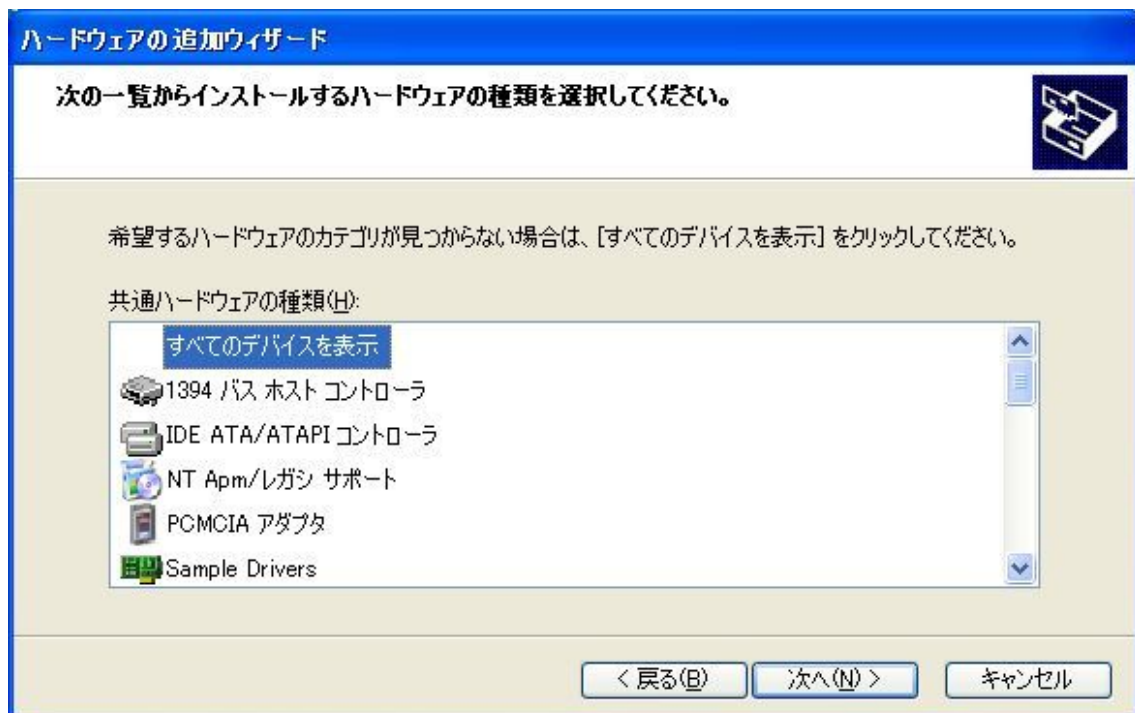 ハードウェアの追加ウィザード
次の一覧からインストールするハードウェアの種類を選択してください。
希望するハードウェアのカテゴリが見つからない場合は、[すべてのデバイスを表示] をクリックしてください。
共通ハードウェアの種類(H):
すべてのデバイスを表示
1394 バス ホスト コントローラ
IDE ATA/ATAPI コントローラ
NT Apm/レガシ サポート
PCMCIA アダプタ
Sample Drivers
< 戻る(B) 次へ(N) > キャンセル